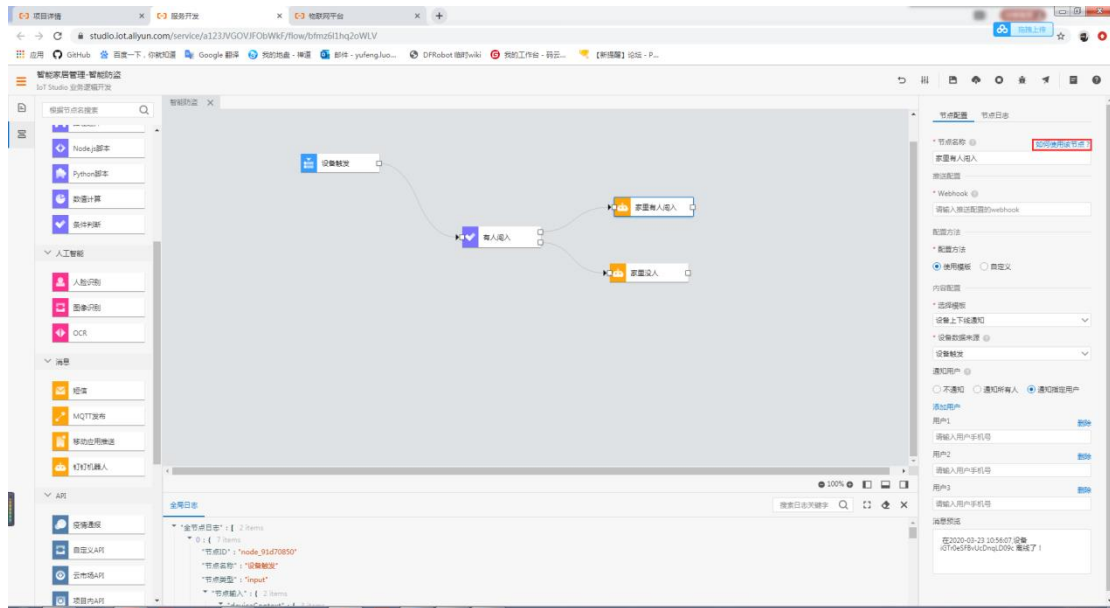 项目详情
服务开发
物联网平台
拖拽上传
studio.iot.aliyun.com/service/a123JVGOVJFObWkF/flow/bfmz6l1hq2oWLV
应用
GitHub
百度一下,你就知道
Google 翻译
我的地盘 - 禅道
邮件 - yufeng.luo...
DFRobot 临时wiki
我的工作台 - 码云...
【新提醒】论坛 - P...
智能家居管理-智能防盗
IoT Studio 业务逻辑开发
根据节点名搜索
智能防盗
Node.js脚本
Python脚本
数值计算
条件判断
人工智能
人脸识别
图像识别
OCR
消息
短信
MQTT发布
移动应用推送
钉钉机器人
API
疫情通报
自定义API
云市场API
项目内API
设备触发
有人闯入
家里有人闯入
家里没人
100%
全局日志
搜索日志关键字
"全节点日志" : [ 2 items
0 : { 7 items
"节点ID" : "node_91d70850"
"节点名称" : "设备触发"
"节点类型" : "input"
"节点输入" : { 2 items
"deviceContext" : {
节点配置
节点日志
* 节点名称
如何使用该节点?
家里有人闯入
推送配置
* Webhook
请输入推送配置的webhook
配置方法
* 配置方法
使用模板
自定义
内容配置
* 选择模板
设备上下线通知
* 设备数据来源
设备触发
通知用户
不通知
通知所有人
通知指定用户
添加用户
用户1
删除
请输入用户手机号
用户2
删除
请输入用户手机号
用户3
删除
请输入用户手机号
消息预览
在2020-03-23 10:56:07,设备
离线了!